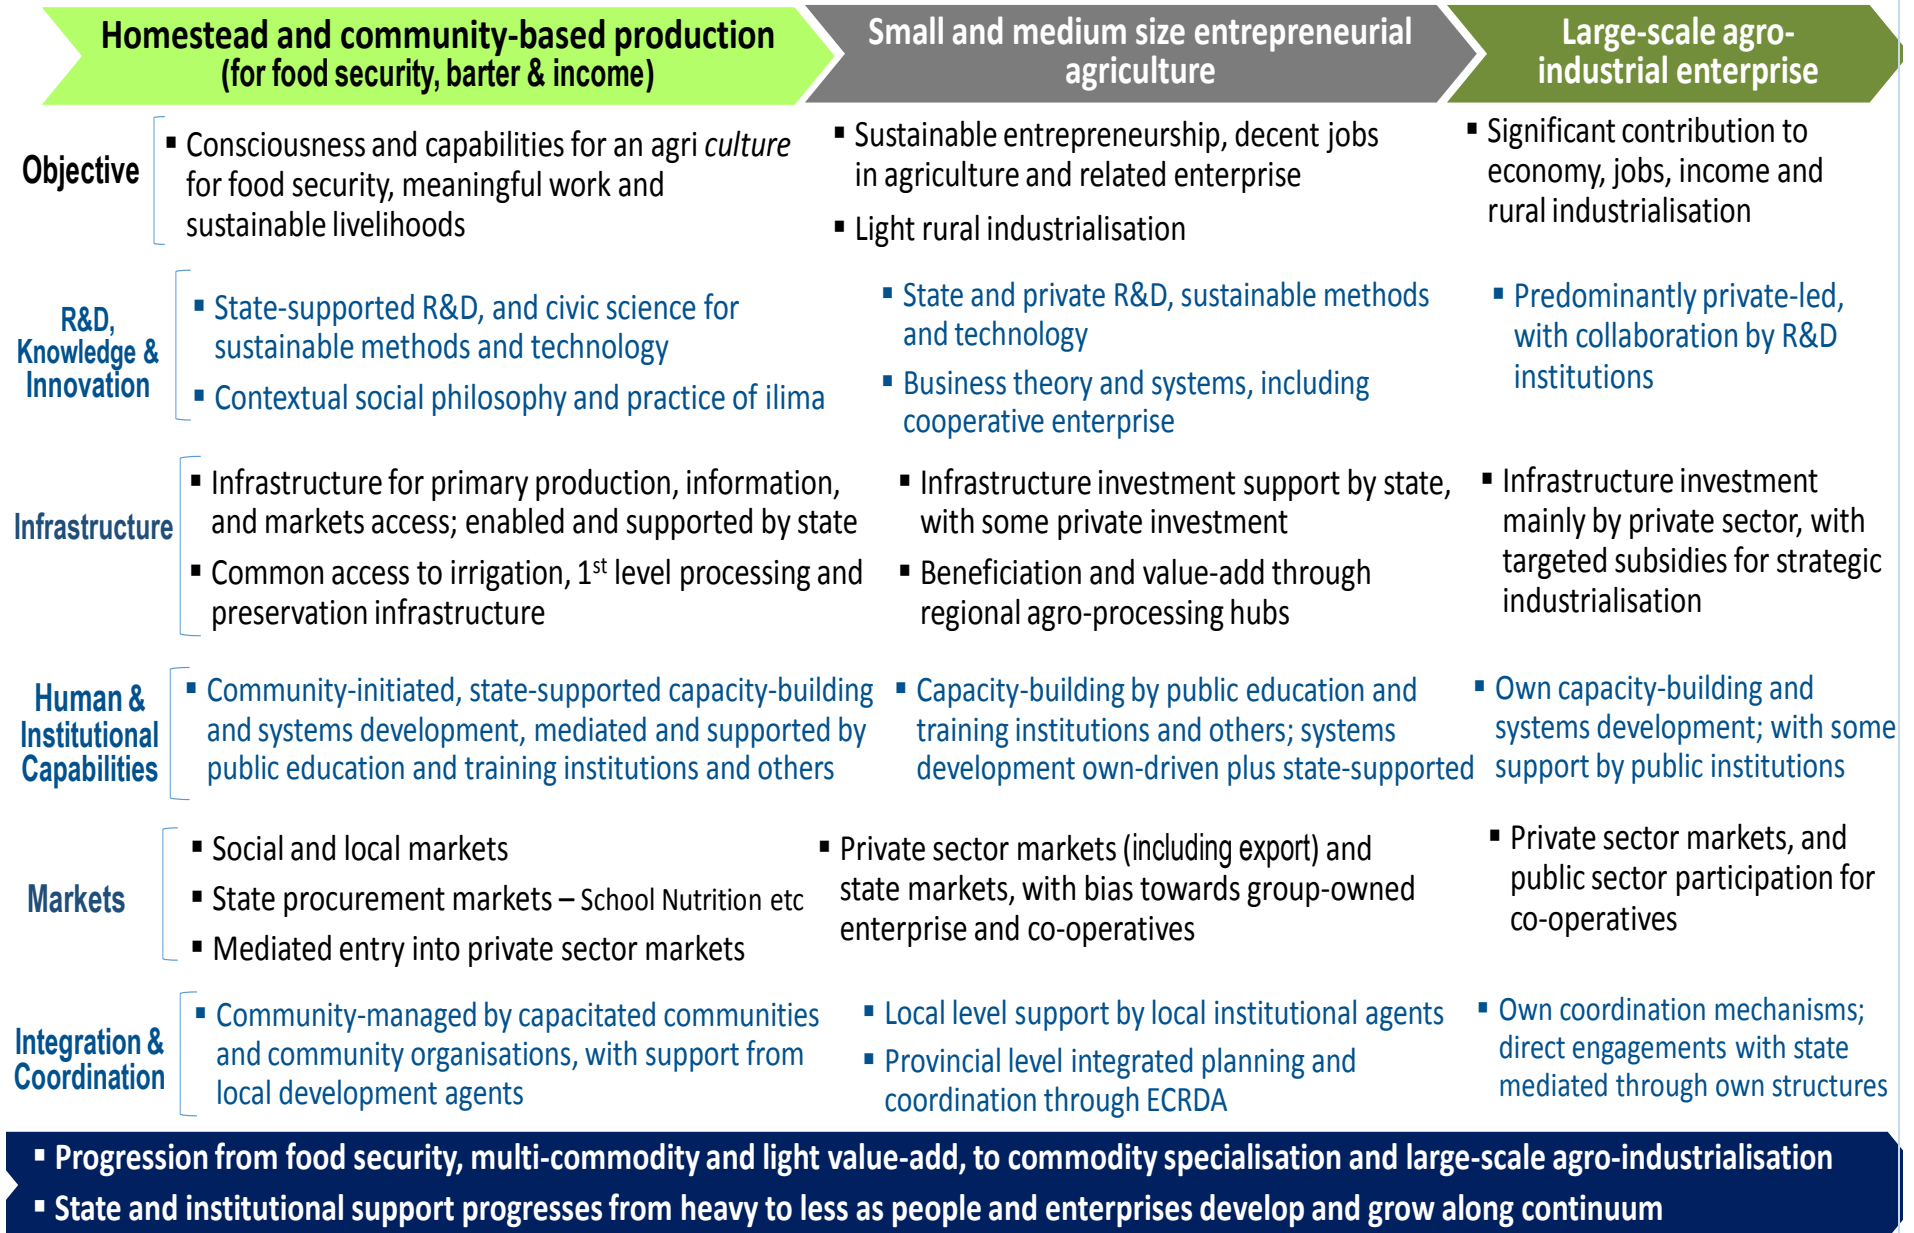 Homestead and community-based production
(for food security, barter & income)
Small and medium size entrepreneurial
agriculture
Large-scale agro-
industrial enterprise
Objective
▪ Consciousness and capabilities for an agri culture
for food security, meaningful work and
sustainable livelihoods
▪ Sustainable entrepreneurship, decent jobs
in agriculture and related enterprise
▪ Light rural industrialisation
▪ Significant contribution to
economy, jobs, income and
rural industrialisation
R&D,
Knowledge &
Innovation
▪ State-supported R&D, and civic science for
sustainable methods and technology
▪ Contextual social philosophy and practice of ilima
▪ State and private R&D, sustainable methods
and technology
▪ Business theory and systems, including
cooperative enterprise
▪ Predominantly private-led,
with collaboration by R&D
institutions
Infrastructure
▪ Infrastructure for primary production, information,
and markets access; enabled and supported by state
▪ Common access to irrigation, 1st level processing and
preservation infrastructure
▪ Infrastructure investment support by state,
with some private investment
▪ Beneficiation and value-add through
regional agro-processing hubs
▪ Infrastructure investment
mainly by private sector, with
targeted subsidies for strategic
industrialisation
Human &
Institutional
Capabilities
▪ Community-initiated, state-supported capacity-building
and systems development, mediated and supported by
public education and training institutions and others
▪ Capacity-building by public education and
training institutions and others; systems
development own-driven plus state-supported
▪ Own capacity-building and
systems development; with some
support by public institutions
Markets
▪ Social and local markets
▪ State procurement markets – School Nutrition etc
▪ Mediated entry into private sector markets
▪ Private sector markets (including export) and
state markets, with bias towards group-owned
enterprise and co-operatives
▪ Private sector markets, and
public sector participation for
co-operatives
Integration &
Coordination
▪ Community-managed by capacitated communities
and community organisations, with support from
local development agents
▪ Local level support by local institutional agents
▪ Provincial level integrated planning and
coordination through ECRDA
▪ Own coordination mechanisms;
direct engagements with state
mediated through own structures
▪ Progression from food security, multi-commodity and light value-add, to commodity specialisation and large-scale agro-industrialisation
▪ State and institutional support progresses from heavy to less as people and enterprises develop and grow along continuum